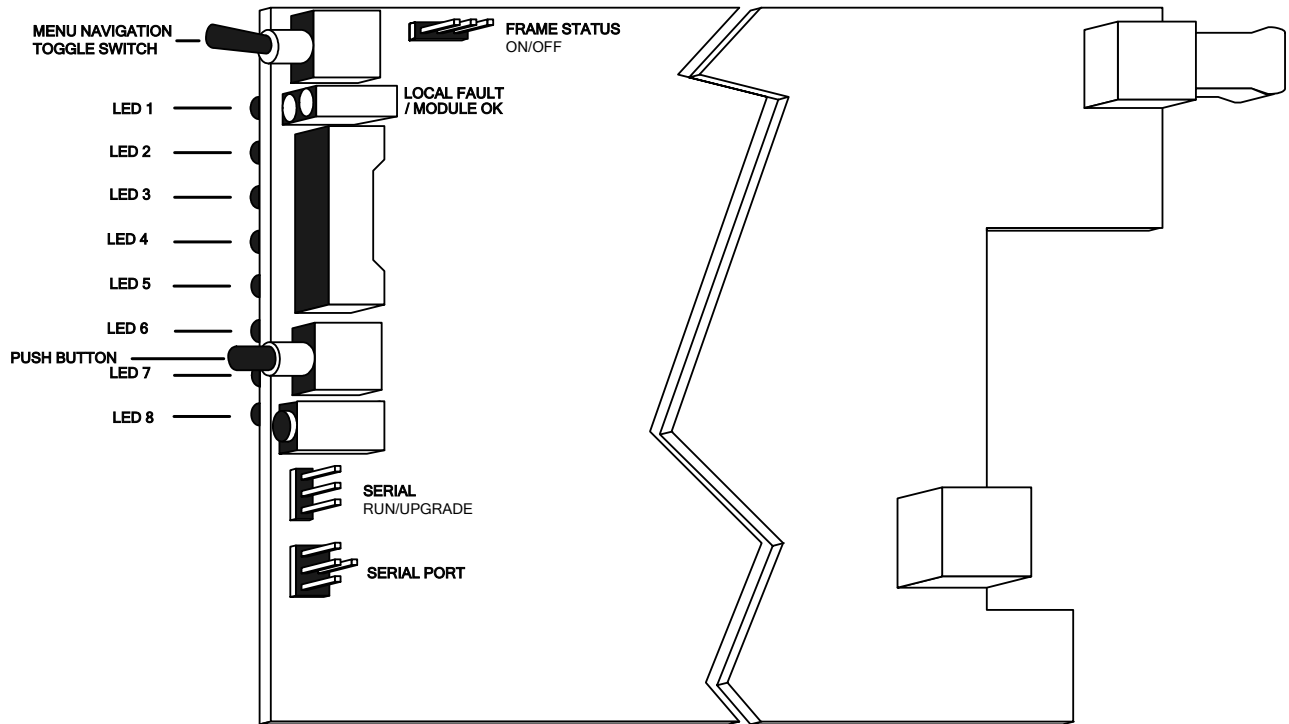 MENU NAVIGATION
TOGGLE SWITCH
FRAME STATUS
ON/OFF
LOCAL FAULT
/ MODULE OK
LED 1
LED 2
LED 3
LED 4
LED 5
LED 6
PUSH BUTTON
LED 7
LED 8
SERIAL
RUN/UPGRADE
SERIAL PORT